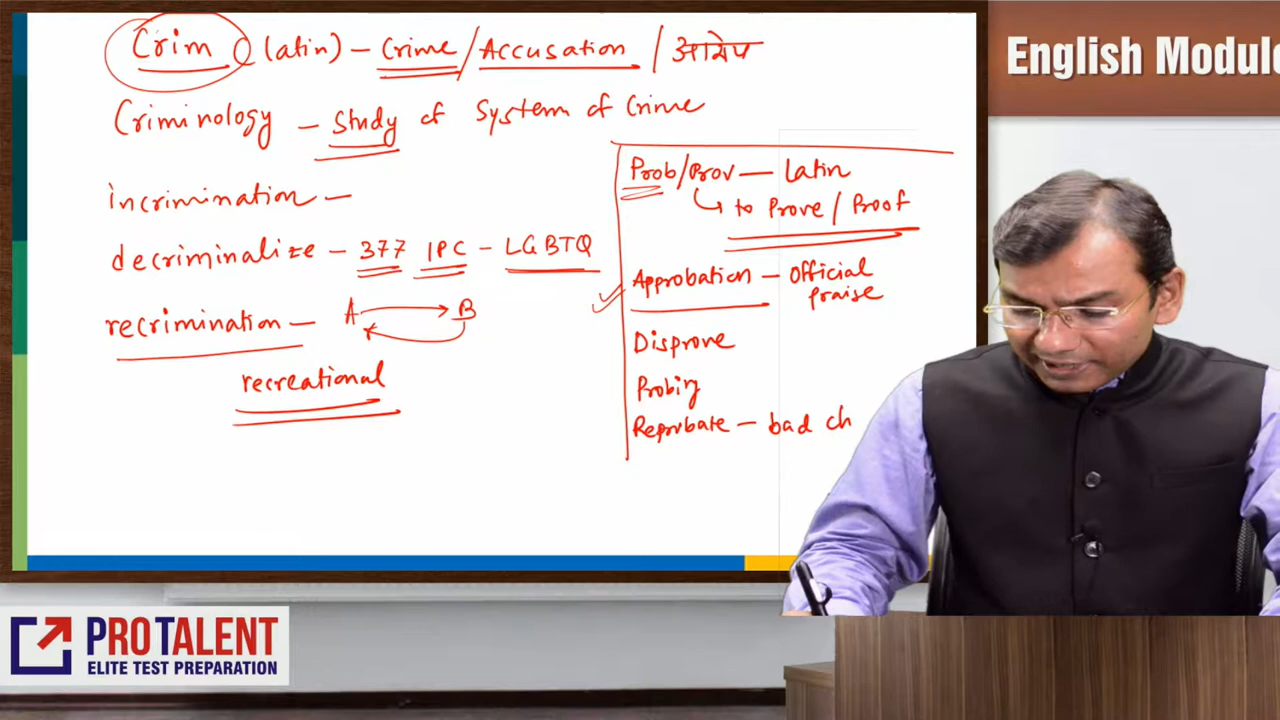 Crim (Latin) – Crime / Accusation / आरोप
Criminology – Study of System of Crime
incrimination –
decriminalize – 377 IPC – LGBTQ
recrimination – A B
recreational
Prob/Prov – Latin
to Prove / Proof
Approbation – Official
praise
Disprove
Probing
Reprobate – bad ch
English Module
PROTALENT
ELITE TEST PREPARATION